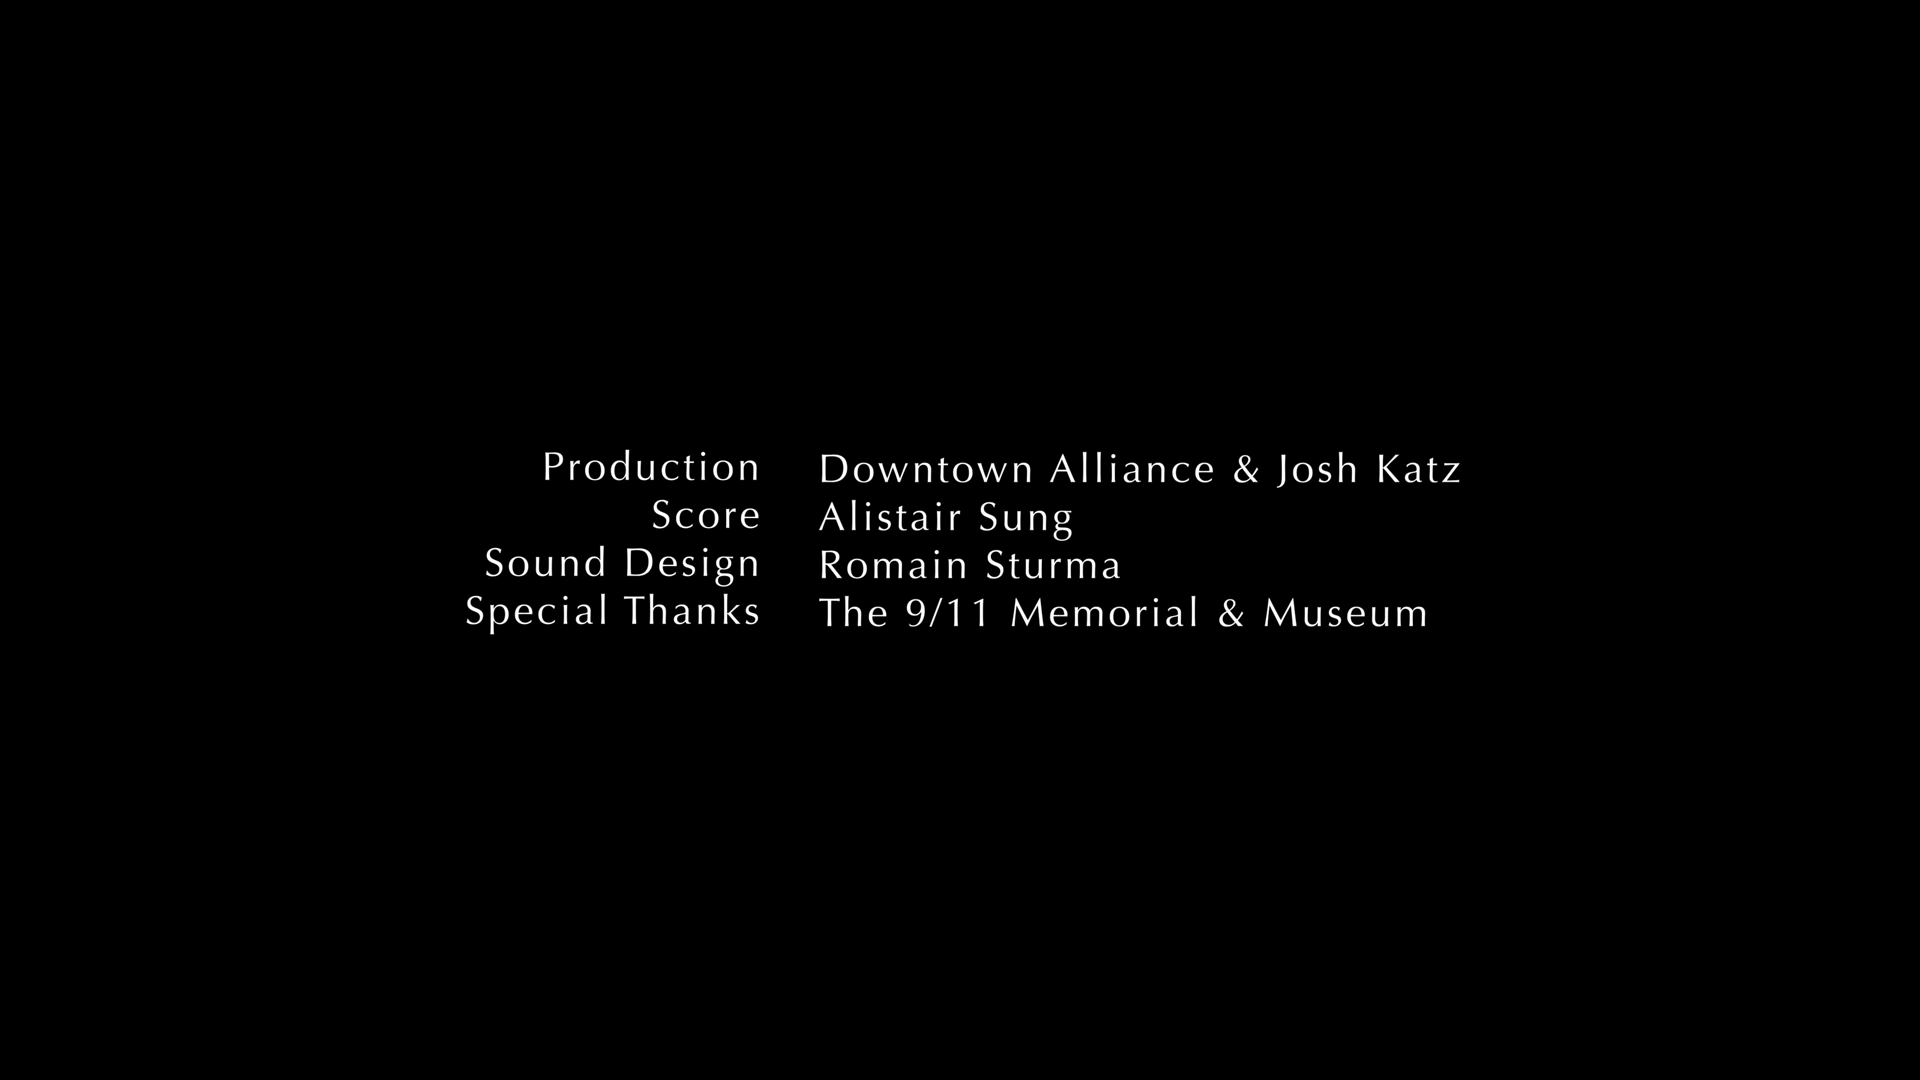 Production Downtown Alliance & Josh Katz
Score Alistair Sung
Sound Design Romain Sturma
Special Thanks The 9/11 Memorial & Museum